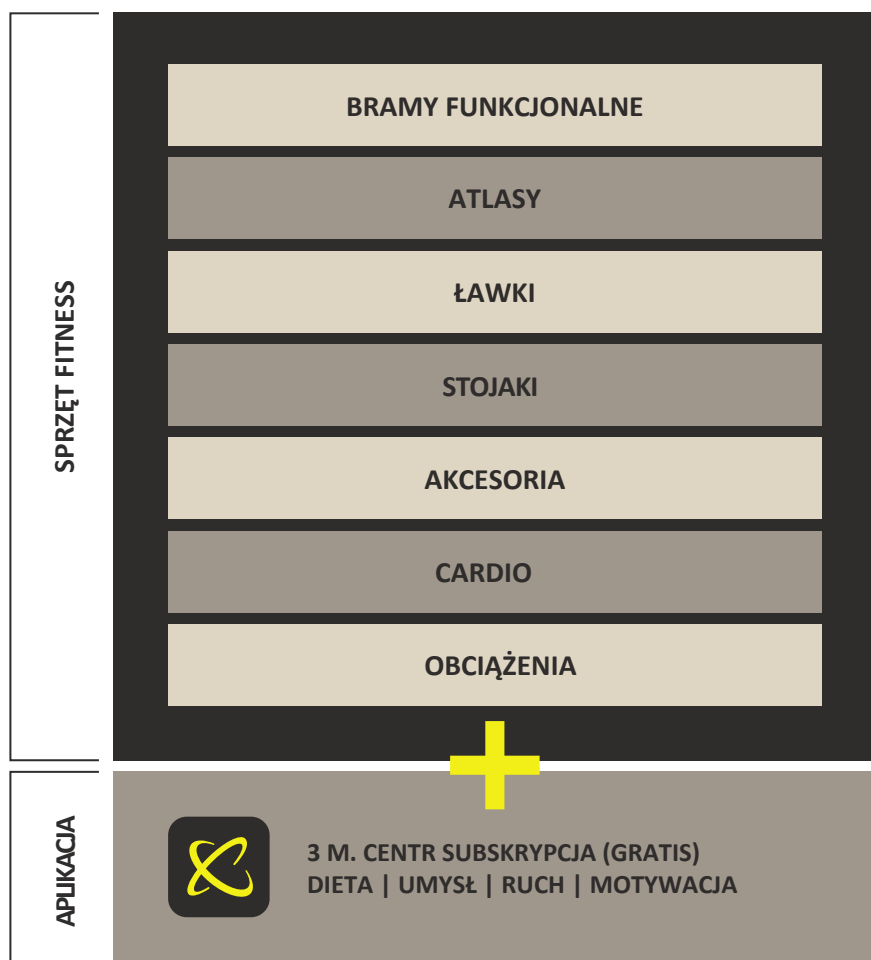 SPRZĘT FITNESS
BRAMY FUNKCJONALNE
ATLASY
ŁAWKI
STOJAKI
AKCESORIA
CARDIO
OBCIĄŻENIA
APLIKACJA
3 M. CENTR SUBSKRYPCJA (GRATIS)
DIETA | UMYSŁ | RUCH | MOTYWACJA